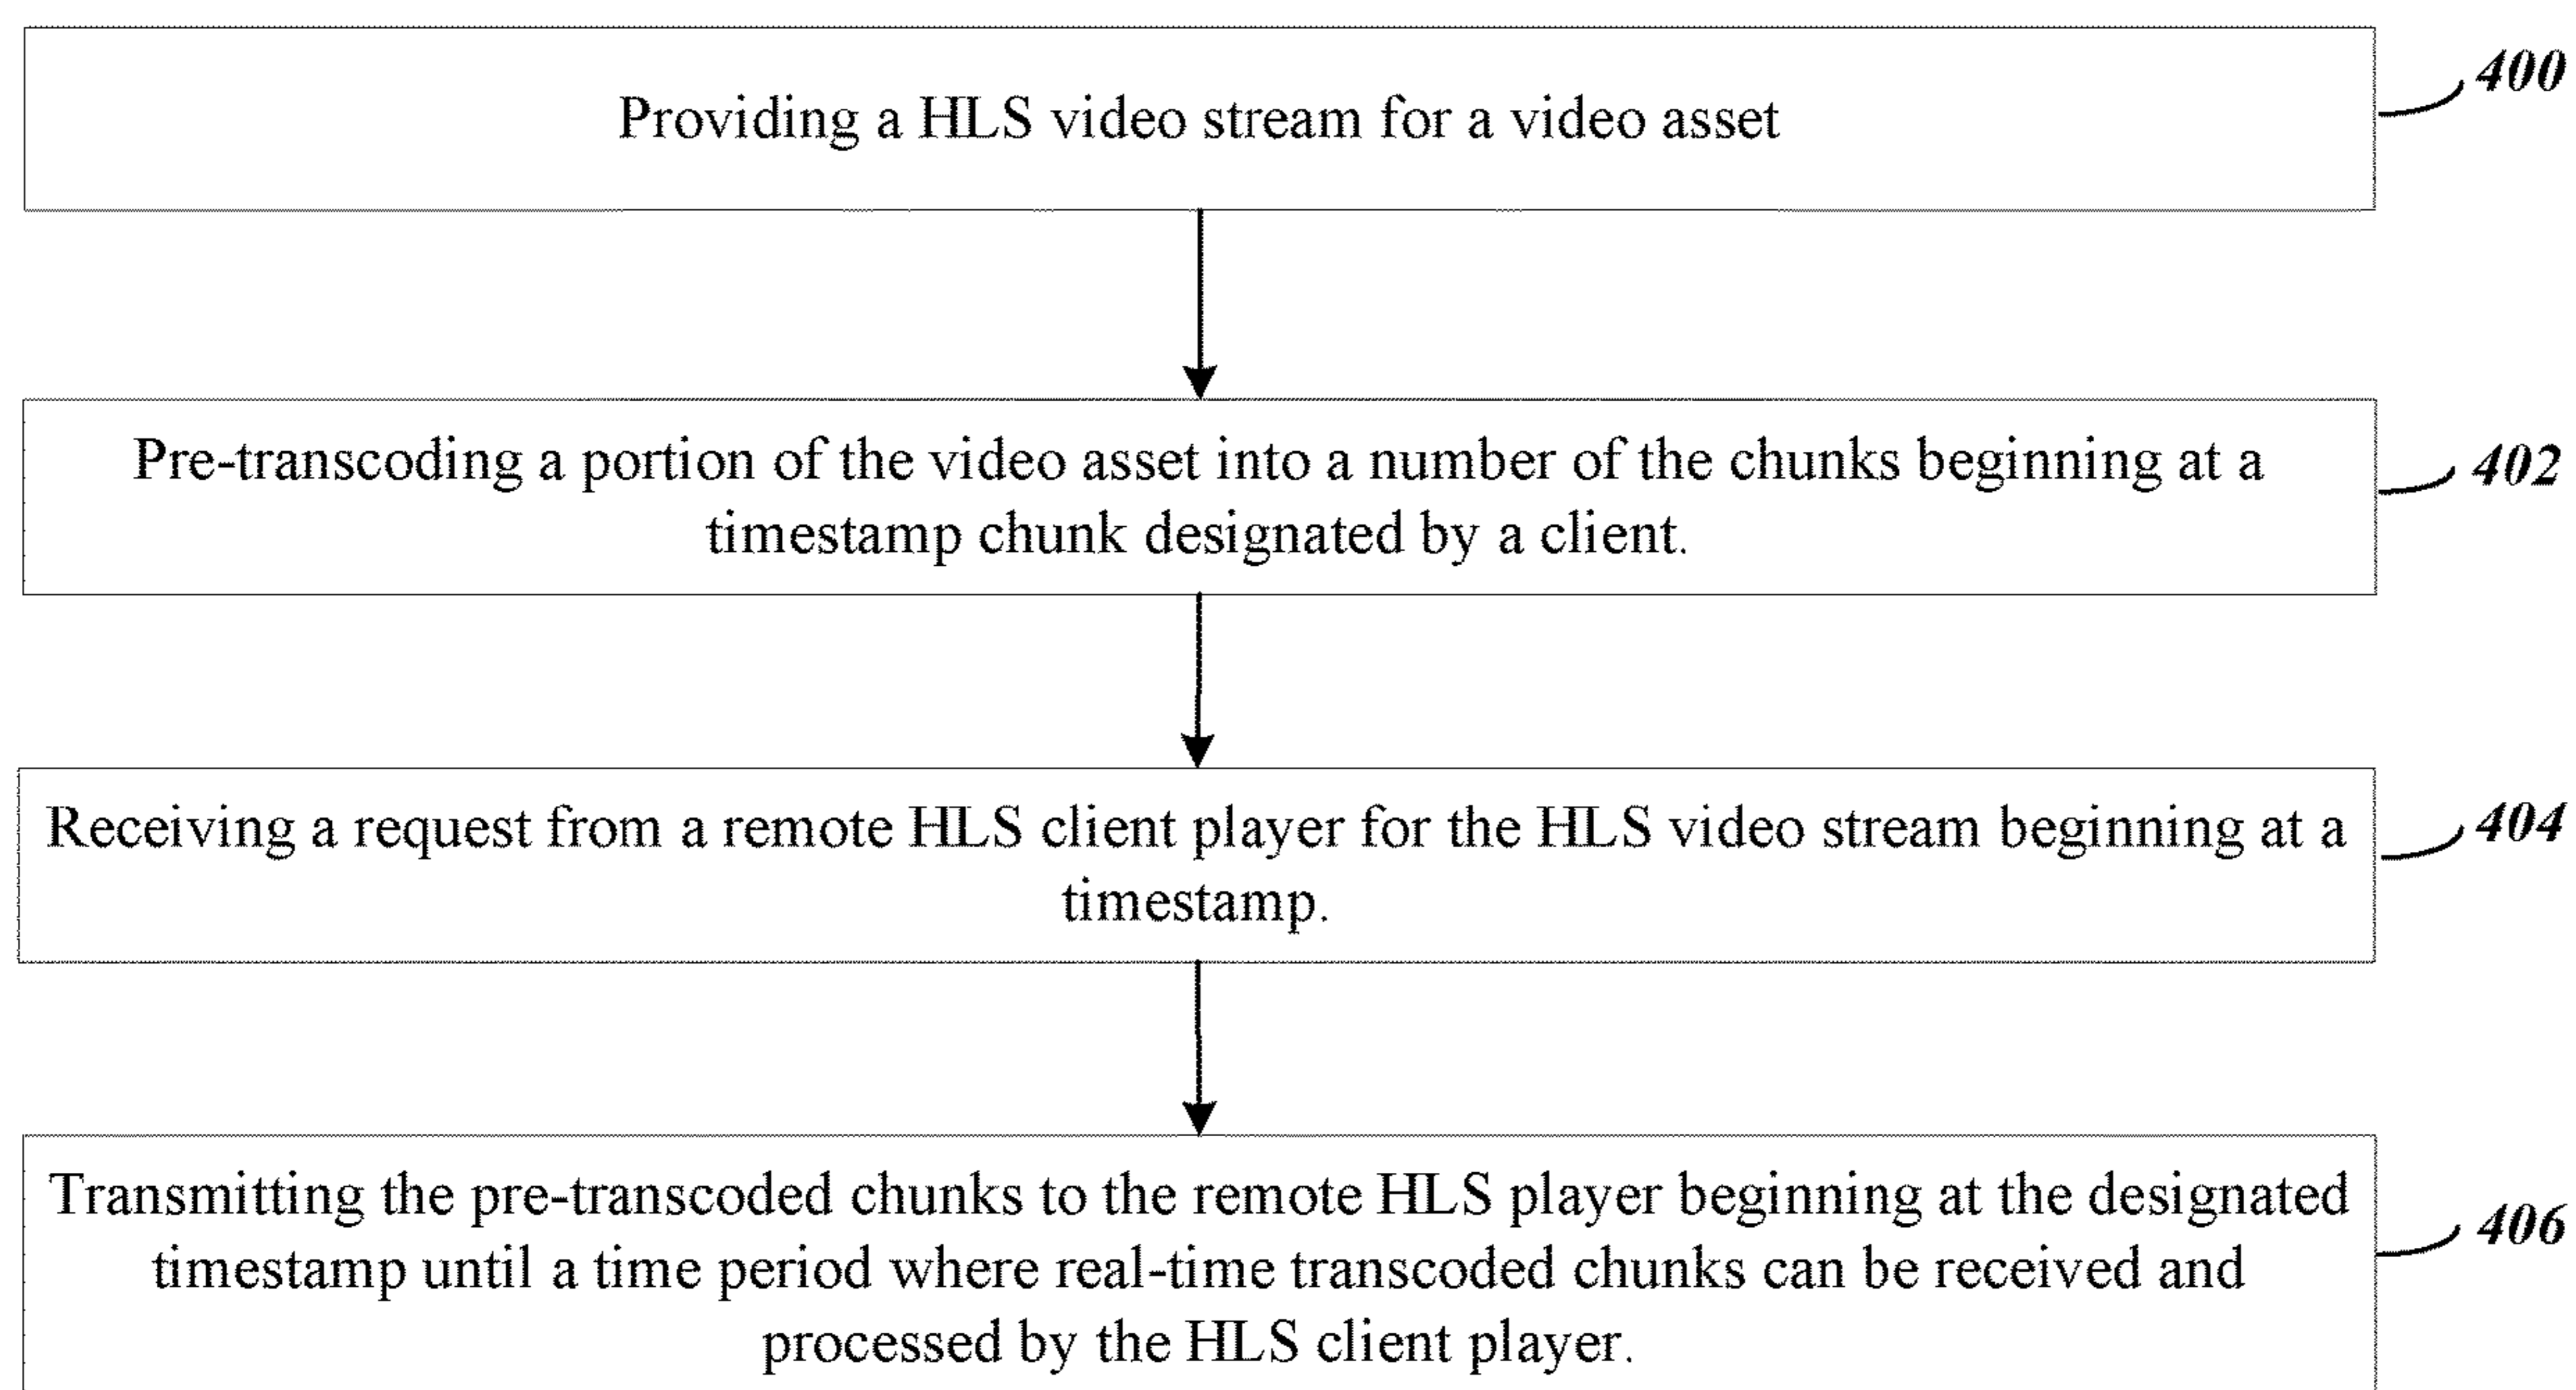 Providing a HLS video stream for a video asset
400
Pre-transcoding a portion of the video asset into a number of the chunks beginning at a
timestamp chunk designated by a client.
402
Receiving a request from a remote HLS client player for the HLS video stream beginning at a
timestamp.
404
Transmitting the pre-transcoded chunks to the remote HLS player beginning at the designated
timestamp until a time period where real-time transcoded chunks can be received and
processed by the HLS client player.
406